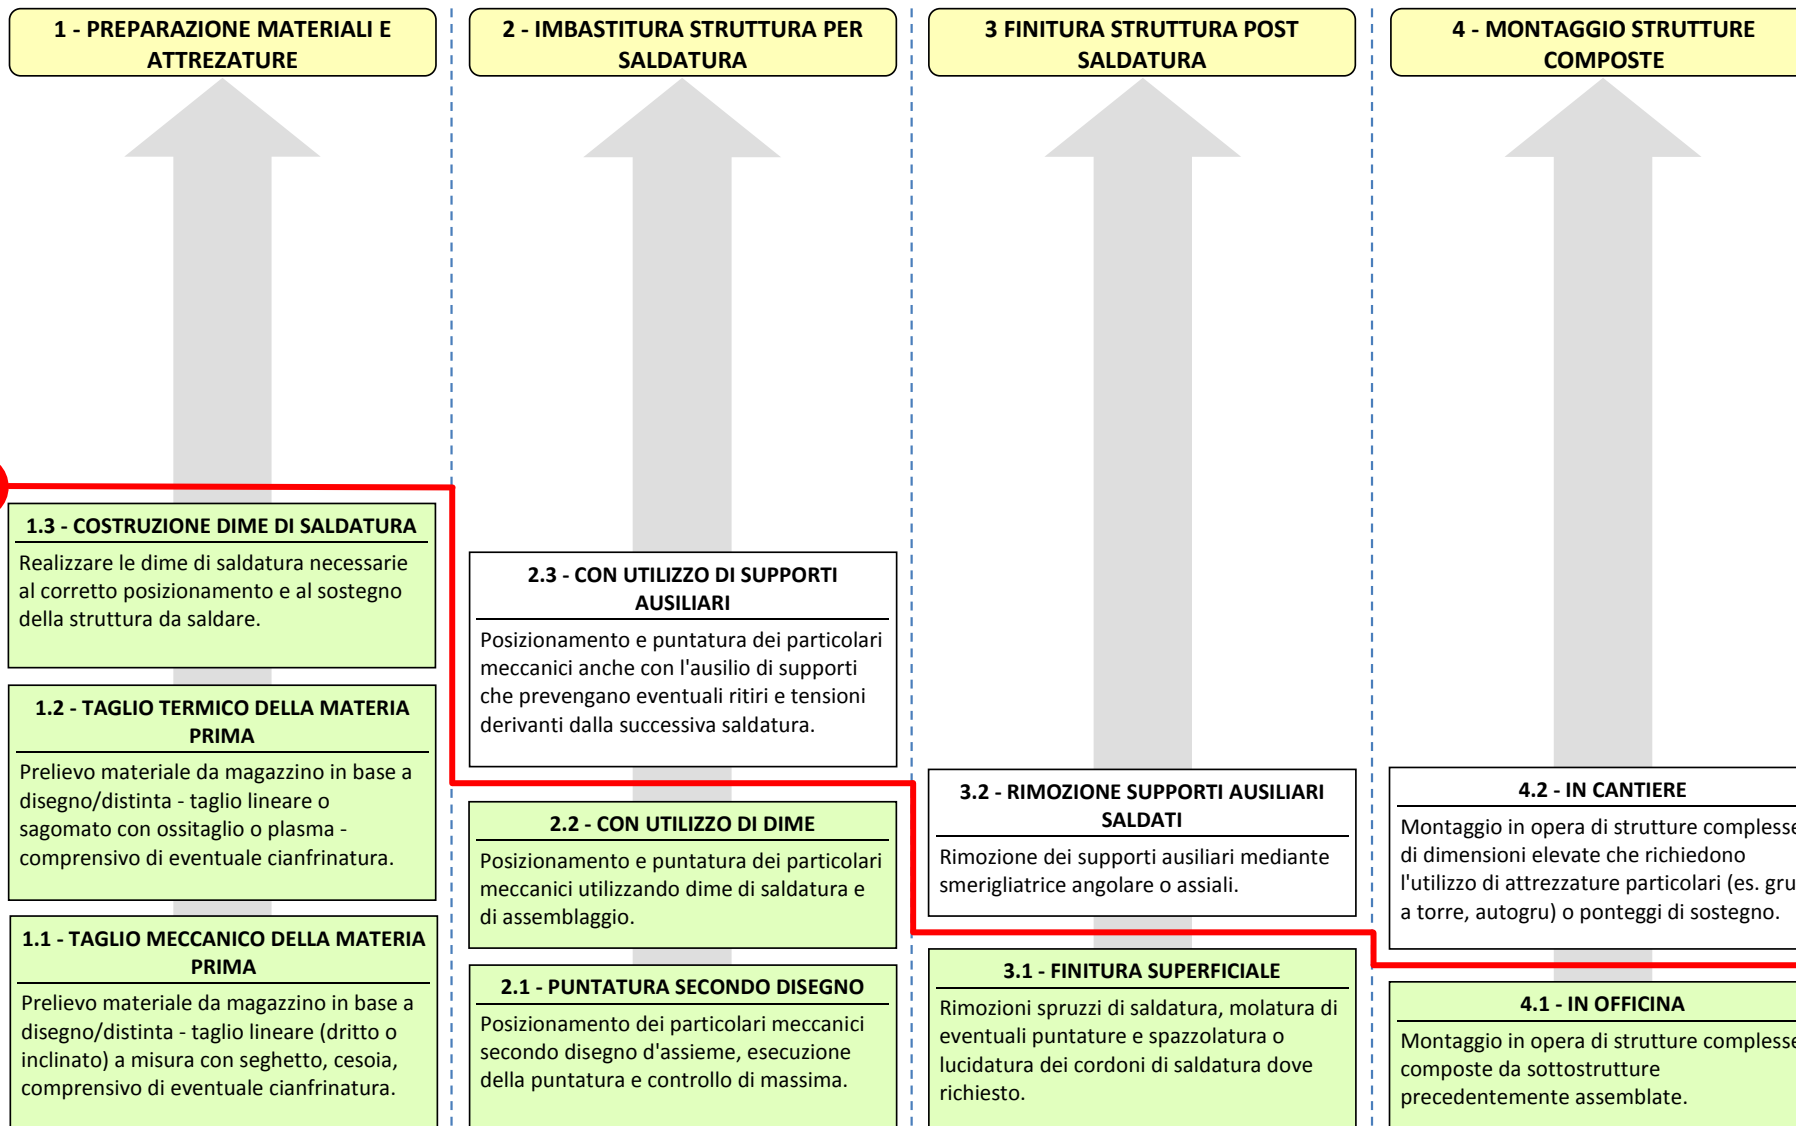 1 - PREPARAZIONE MATERIALI E
ATTREZATURE
2 - IMBASTITURA STRUTTURA PER
SALDATURA
3 FINITURA STRUTTURA POST
SALDATURA
4 - MONTAGGIO STRUTTURE
COMPOSTE
1.3 - COSTRUZIONE DIME DI SALDATURA
Realizzare le dime di saldatura necessarie
al corretto posizionamento e al sostegno
della struttura da saldare.
1.2 - TAGLIO TERMICO DELLA MATERIA
PRIMA
Prelievo materiale da magazzino in base a
disegno/distinta - taglio lineare o
sagomato con ossitaglio o plasma -
comprensivo di eventuale cianfrinatura.
1.1 - TAGLIO MECCANICO DELLA MATERIA
PRIMA
Prelievo materiale da magazzino in base a
disegno/distinta - taglio lineare (dritto o
inclinato) a misura con seghetto, cesoia,
comprensivo di eventuale cianfrinatura.
2.3 - CON UTILIZZO DI SUPPORTI
AUSILIARI
Posizionamento e puntatura dei particolari
meccanici anche con l'ausilio di supporti
che prevengano eventuali ritiri e tensioni
derivanti dalla successiva saldatura.
2.2 - CON UTILIZZO DI DIME
Posizionamento e puntatura dei particolari
meccanici utilizzando dime di saldatura e
di assemblaggio.
2.1 - PUNTATURA SECONDO DISEGNO
Posizionamento dei particolari meccanici
secondo disegno d'assieme, esecuzione
della puntatura e controllo di massima.
3.2 - RIMOZIONE SUPPORTI AUSILIARI
SALDATI
Rimozione dei supporti ausiliari mediante
smerigliatrice angolare o assiali.
3.1 - FINITURA SUPERFICIALE
Rimozioni spruzzi di saldatura, molatura di
eventuali puntature e spazzolatura o
lucidatura dei cordoni di saldatura dove
richiesto.
4.2 - IN CANTIERE
Montaggio in opera di strutture complesse
di dimensioni elevate che richiedono
l'utilizzo di attrezzature particolari (es. gru
a torre, autogru) o ponteggi di sostegno.
4.1 - IN OFFICINA
Montaggio in opera di strutture complesse
composte da sottostrutture
precedentemente assemblate.